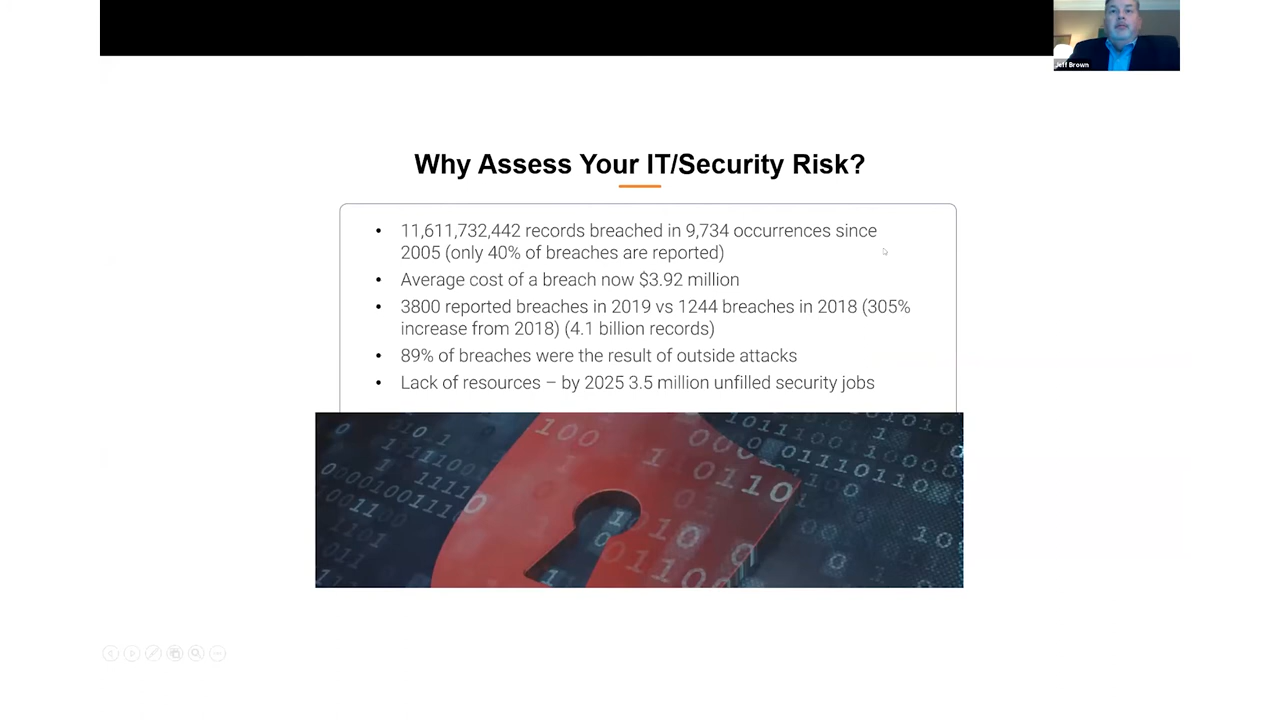 Jeff Brown
Why Assess Your IT/Security Risk?
• 11,611,732,442 records breached in 9,734 occurrences since
2005 (only 40% of breaches are reported)
• Average cost of a breach now $3.92 million
• 3800 reported breaches in 2019 vs 1244 breaches in 2018 (305%
increase from 2018) (4.1 billion records)
• 89% of breaches were the result of outside attacks
• Lack of resources – by 2025 3.5 million unfilled security jobs